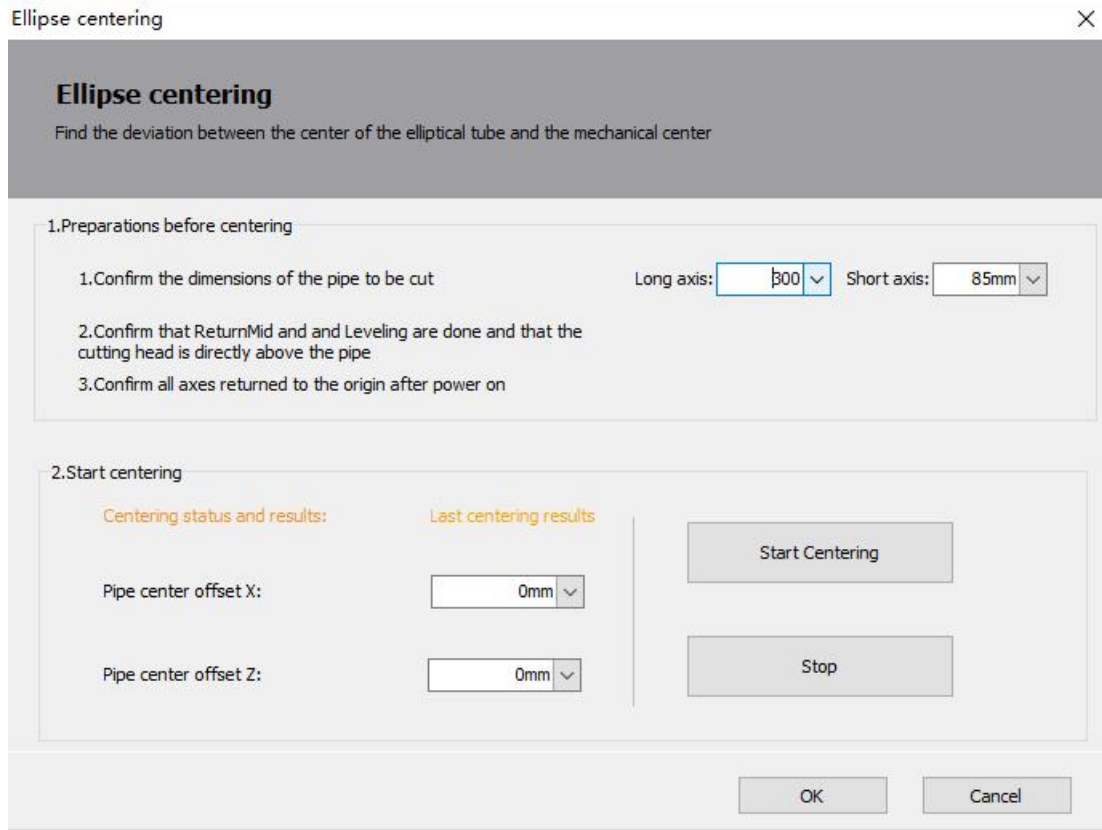 Ellipse centering
Ellipse centering
Find the deviation between the center of the elliptical tube and the mechanical center
1.Preparations before centering
1.Confirm the dimensions of the pipe to be cut
Long axis: 300 Short axis: 85mm
2.Confirm that ReturnMid and and Leveling are done and that the
cutting head is directly above the pipe
3.Confirm all axes returned to the origin after power on
2.Start centering
Centering status and results: Last centering results
Start Centering
Pipe center offset X: 0mm
Pipe center offset Z: 0mm
Stop
OK Cancel